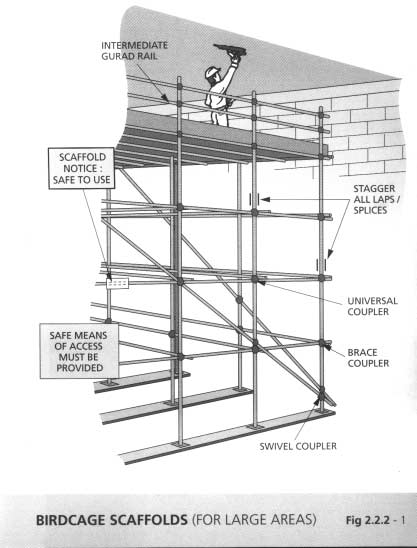 INTERMEDIATE
GURAD RAIL
SCAFFOLD
NOTICE :
SAFE TO USE
STAGGER
ALL LAPS /
SPLICES
UNIVERSAL
COUPLER
SAFE MEANS
OF ACCESS
MUST BE
PROVIDED
BRACE
COUPLER
SWIVEL COUPLER
BIRDCAGE SCAFFOLDS (FOR LARGE AREAS) Fig 2.2.2 - 1